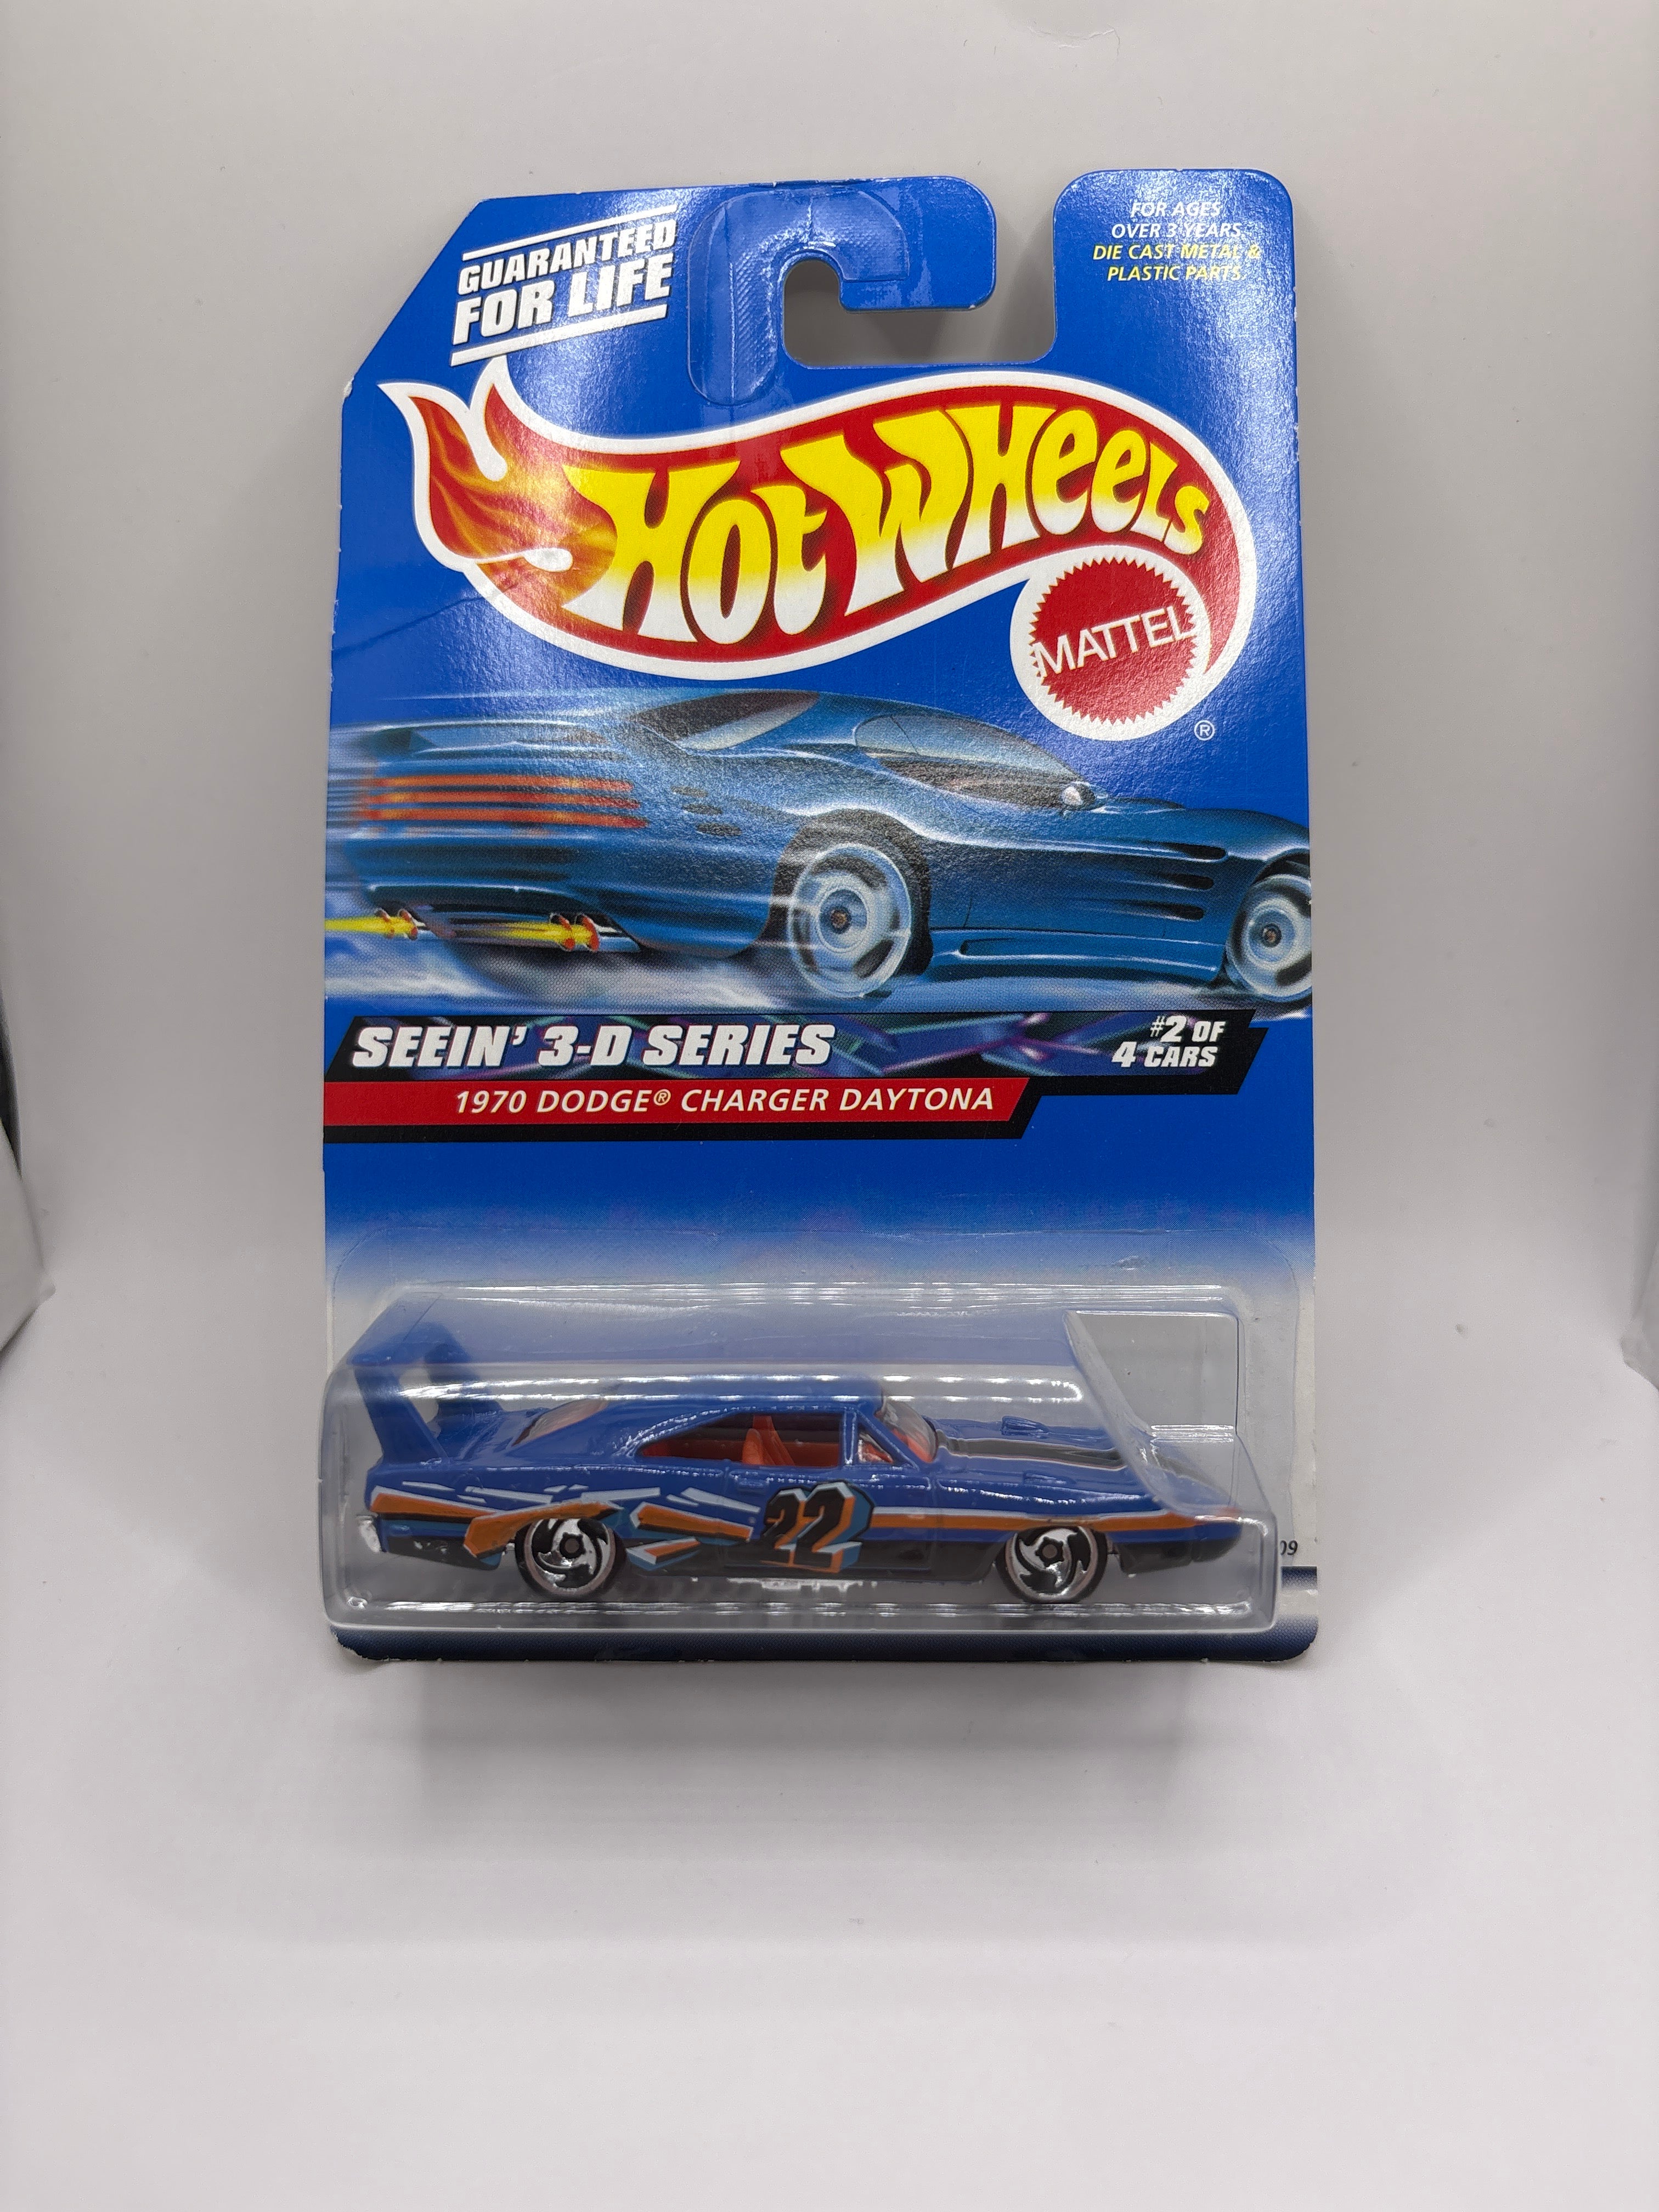 GUARANTEED
FOR LIFE
FOR AGES
OVER 3 YEARS
DIE CAST METAL &
PLASTIC PARTS
HOT WHEELS
MATTEL
®
SEEIN' 3-D SERIES
#2 OF
4 CARS
1970 DODGE® CHARGER DAYTONA
22
09